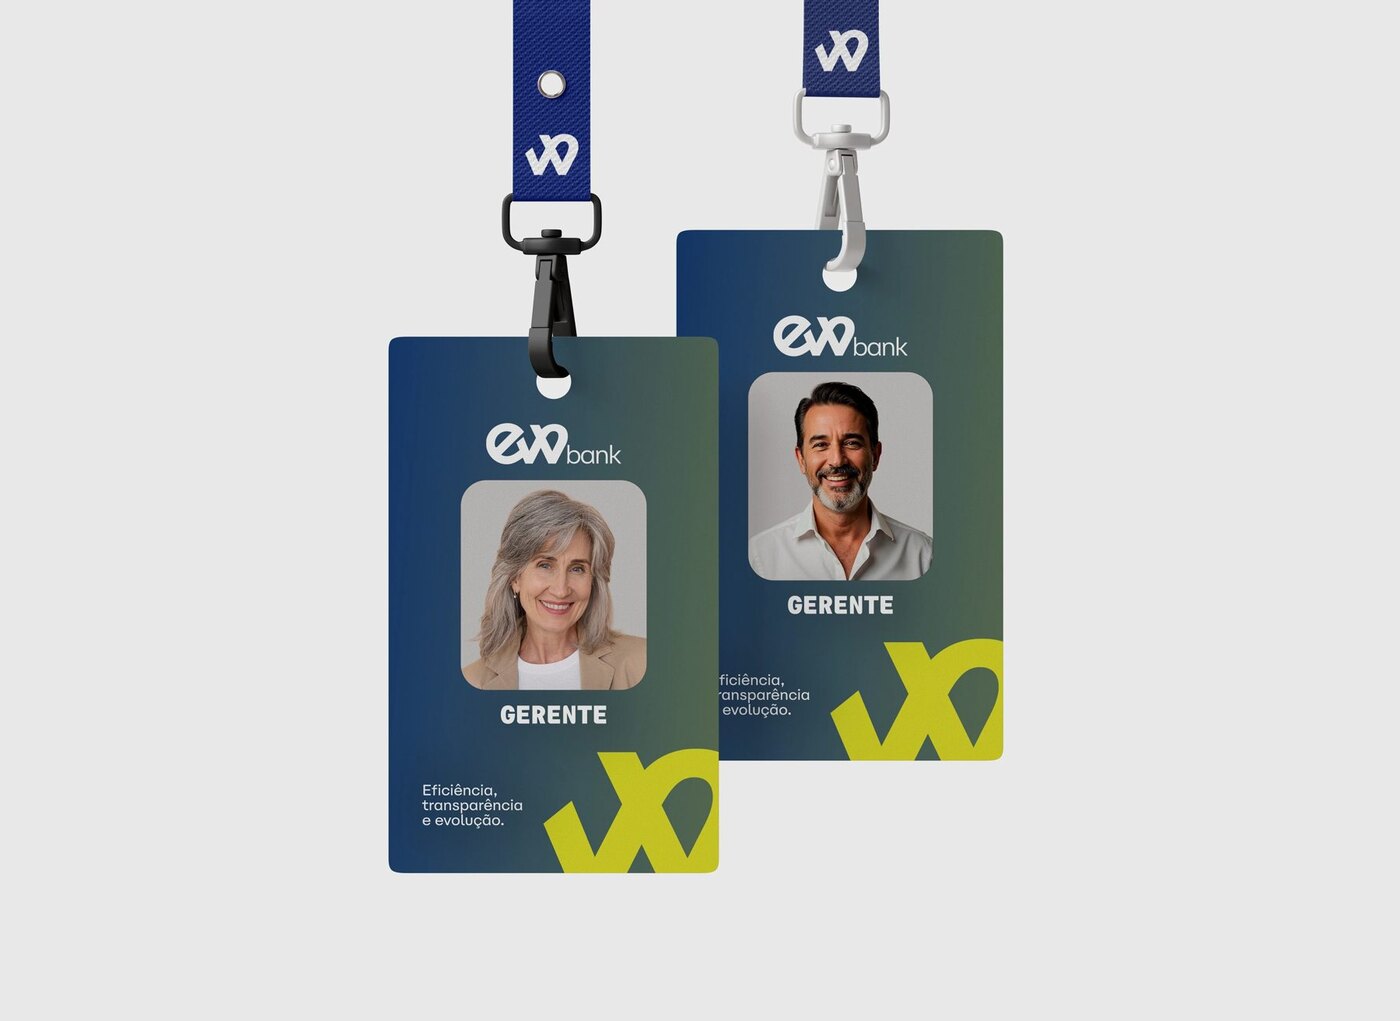 bank
GERENTE
Eficiência,
transparência
e evolução.
bank
GERENTE
ficiência,
ransparência
evolução.